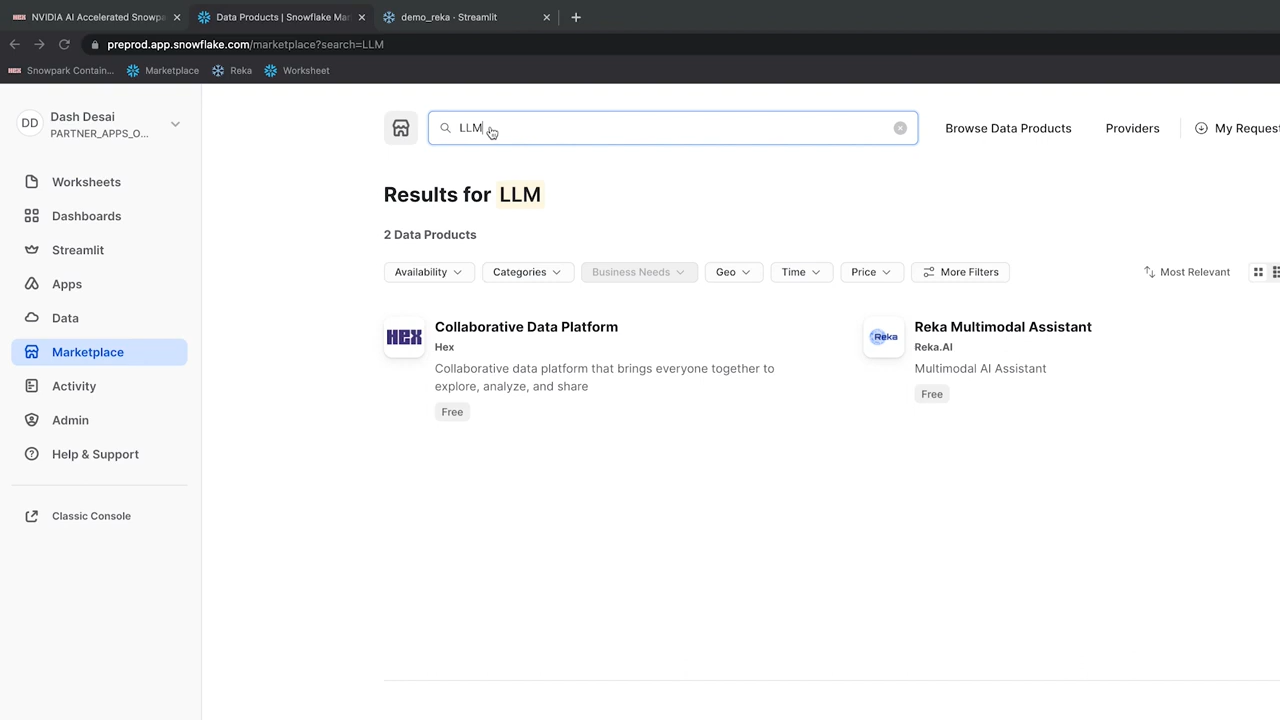 NVIDIA AI Accelerated Snowpa
Data Products | Snowflake Mar
demo_reka - Streamlit
preprod.app.snowflake.com/marketplace?search=LLM
HEX Snowpark Contain...
Marketplace
Reka
Worksheet
DD
Dash Desai
PARTNER_APPS_O...
Worksheets
Dashboards
Streamlit
Apps
Data
Marketplace
Activity
Admin
Help & Support
Classic Console
LLM
Browse Data Products
Providers
My Request
Results for LLM
2 Data Products
Availability
Categories
Business Needs
Geo
Time
Price
More Filters
Most Relevant
HEX
Collaborative Data Platform
Hex
Collaborative data platform that brings everyone together to
explore, analyze, and share
Free
Reka
Reka Multimodal Assistant
Reka.AI
Multimodal AI Assistant
Free